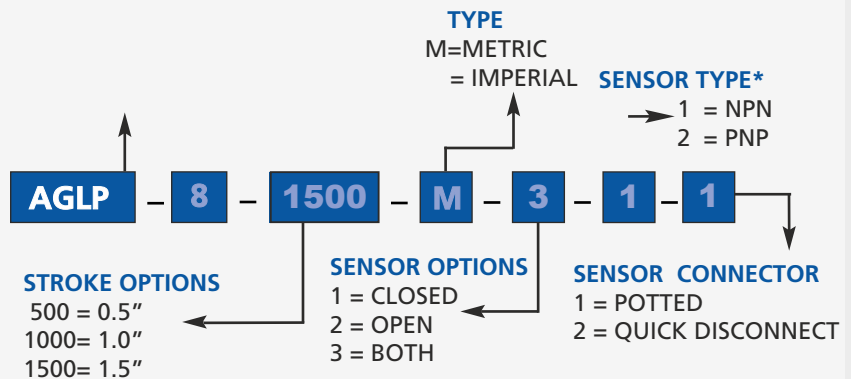 TYPE
M=METRIC
= IMPERIAL
SENSOR TYPE*
1 = NPN
2 = PNP
AGLP – 8 – 1500 – M – 3 – 1 – 1
STROKE OPTIONS
500 = 0.5”
1000= 1.0”
1500= 1.5”
SENSOR OPTIONS
1 = CLOSED
2 = OPEN
3 = BOTH
SENSOR CONNECTOR
1 = POTTED
2 = QUICK DISCONNECT